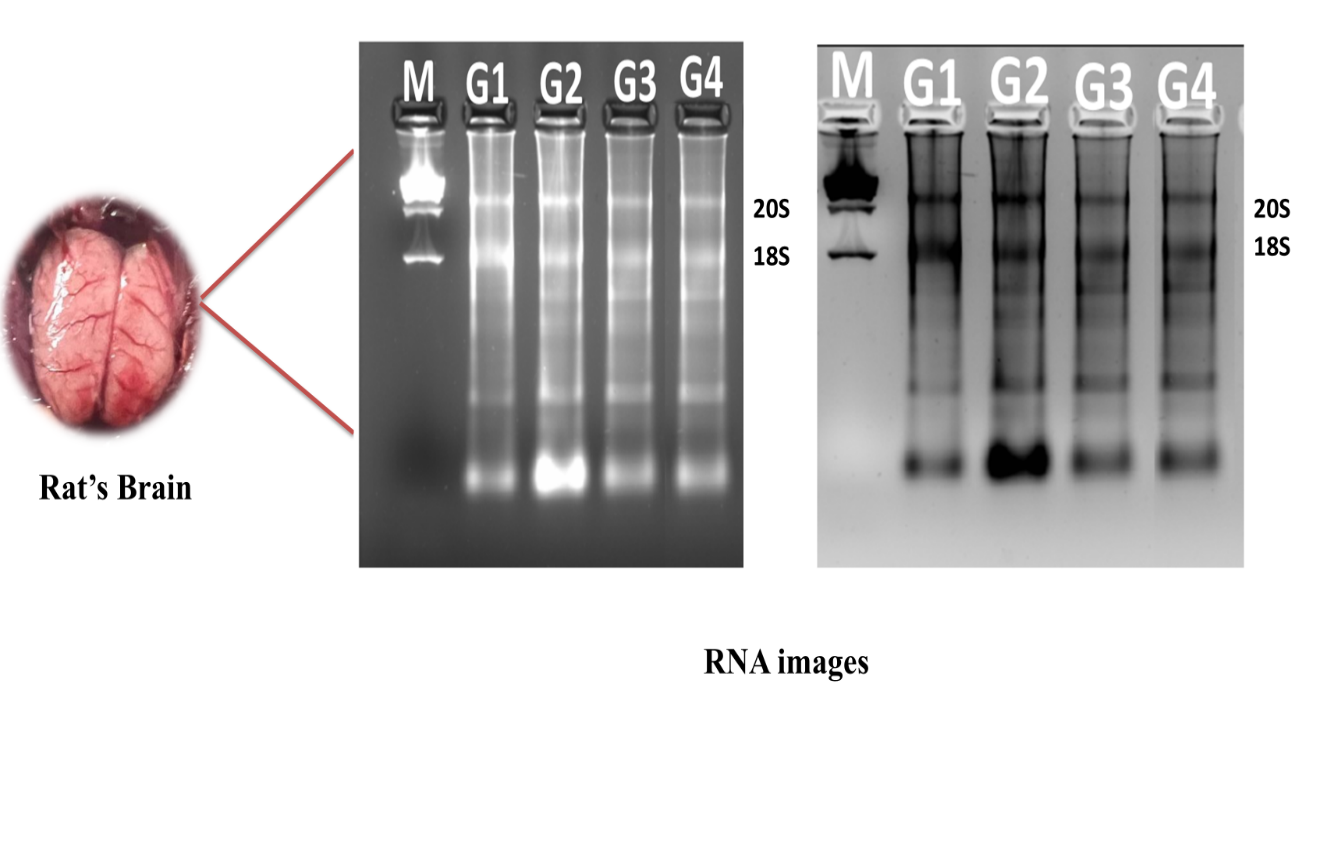 M G1 G2 G3 G4
M G1 G2 G3 G4
20S
18S
20S
18S
Rat's Brain
RNA images